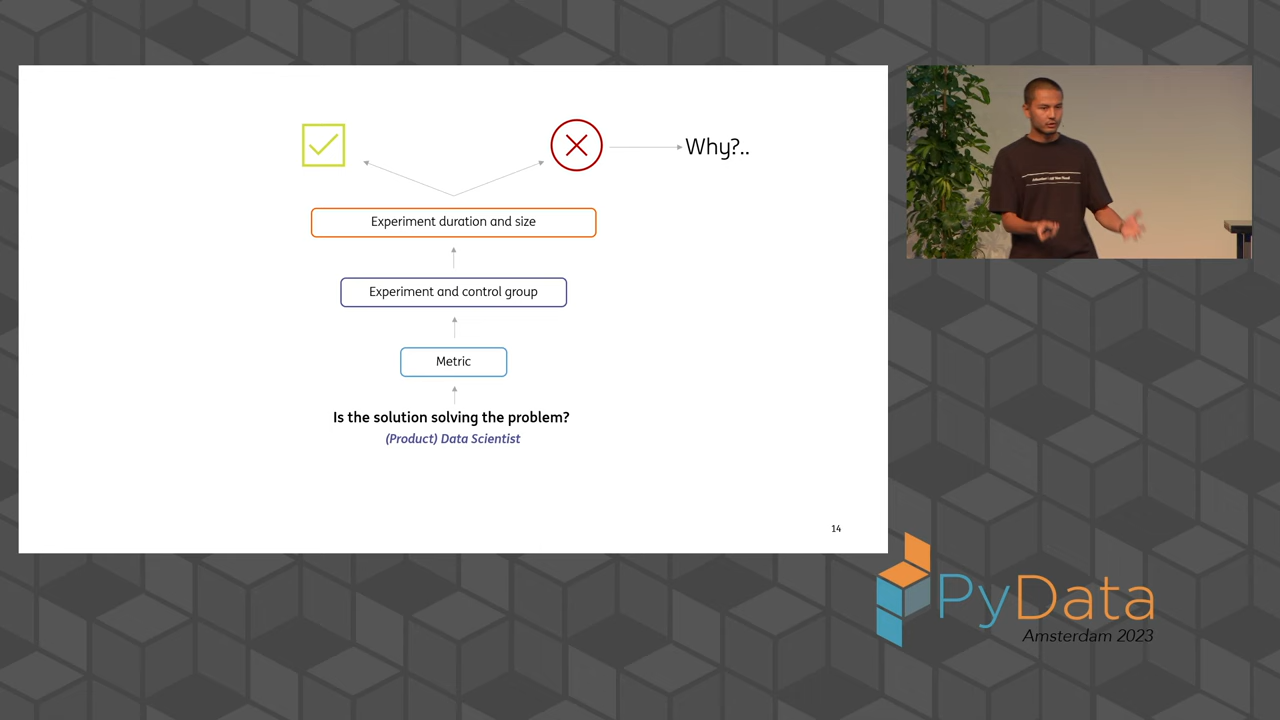 Why?..
Experiment duration and size
Experiment and control group
Metric
Is the solution solving the problem?
(Product) Data Scientist
14
PyData
Amsterdam 2023